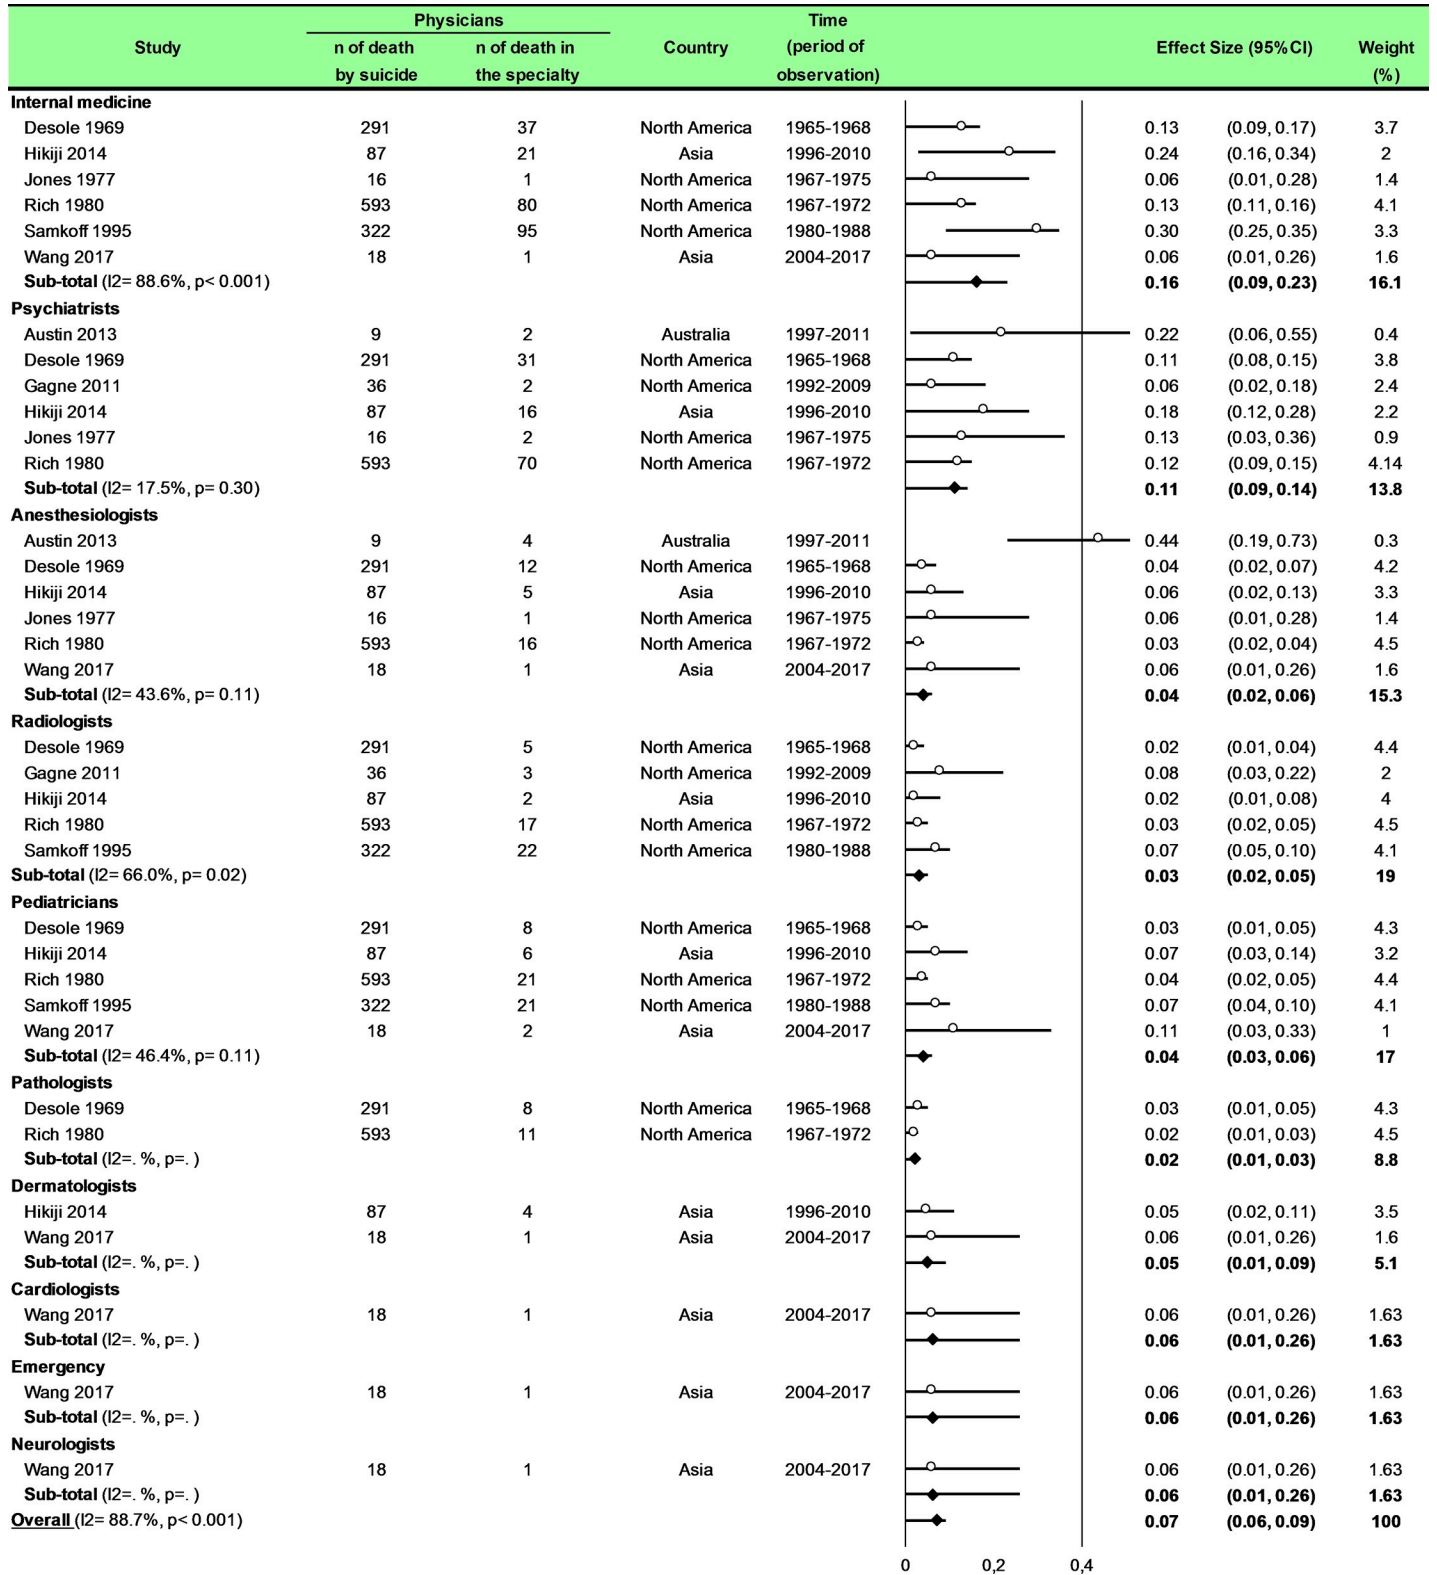 Physicians Time
Study n of death n of death in Country (period of Effect Size (95%CI) Weight
by suicide the specialty observation) (%)
Internal medicine
Desole 1969 291 37 North America 1965-1968 0.13 (0.09, 0.17) 3.7
Hikiji 2014 87 21 Asia 1996-2010 0.24 (0.16, 0.34) 2
Jones 1977 16 1 North America 1967-1975 0.06 (0.01, 0.28) 1.4
Rich 1980 593 80 North America 1967-1972 0.13 (0.11, 0.16) 4.1
Samkoff 1995 322 95 North America 1980-1988 0.30 (0.25, 0.35) 3.3
Wang 2017 18 1 Asia 2004-2017 0.06 (0.01, 0.26) 1.6
Sub-total (I2= 88.6%, p< 0.001) 0.16 (0.09, 0.23) 16.1
Psychiatrists
Austin 2013 9 2 Australia 1997-2011 0.22 (0.06, 0.55) 0.4
Desole 1969 291 31 North America 1965-1968 0.11 (0.08, 0.15) 3.8
Gagne 2011 36 2 North America 1992-2009 0.06 (0.02, 0.18) 2.4
Hikiji 2014 87 16 Asia 1996-2010 0.18 (0.12, 0.28) 2.2
Jones 1977 16 2 North America 1967-1975 0.13 (0.03, 0.36) 0.9
Rich 1980 593 70 North America 1967-1972 0.12 (0.09, 0.15) 4.14
Sub-total (I2= 17.5%, p= 0.30) 0.11 (0.09, 0.14) 13.8
Anesthesiologists
Austin 2013 9 4 Australia 1997-2011 0.44 (0.19, 0.73) 0.3
Desole 1969 291 12 North America 1965-1968 0.04 (0.02, 0.07) 4.2
Hikiji 2014 87 5 Asia 1996-2010 0.06 (0.02, 0.13) 3.3
Jones 1977 16 1 North America 1967-1975 0.06 (0.01, 0.28) 1.4
Rich 1980 593 16 North America 1967-1972 0.03 (0.02, 0.04) 4.5
Wang 2017 18 1 Asia 2004-2017 0.06 (0.01, 0.26) 1.6
Sub-total (I2= 43.6%, p= 0.11) 0.04 (0.02, 0.06) 15.3
Radiologists
Desole 1969 291 5 North America 1965-1968 0.02 (0.01, 0.04) 4.4
Gagne 2011 36 3 North America 1992-2009 0.08 (0.03, 0.22) 2
Hikiji 2014 87 2 Asia 1996-2010 0.02 (0.01, 0.08) 4
Rich 1980 593 17 North America 1967-1972 0.03 (0.02, 0.05) 4.5
Samkoff 1995 322 22 North America 1980-1988 0.07 (0.05, 0.10) 4.1
Sub-total (I2= 66.0%, p= 0.02) 0.03 (0.02, 0.05) 19
Pediatricians
Desole 1969 291 8 North America 1965-1968 0.03 (0.01, 0.05) 4.3
Hikiji 2014 87 6 Asia 1996-2010 0.07 (0.03, 0.14) 3.2
Rich 1980 593 21 North America 1967-1972 0.04 (0.02, 0.05) 4.4
Samkoff 1995 322 21 North America 1980-1988 0.07 (0.04, 0.10) 4.1
Wang 2017 18 2 Asia 2004-2017 0.11 (0.03, 0.33) 1
Sub-total (I2= 46.4%, p= 0.11) 0.04 (0.03, 0.06) 17
Pathologists
Desole 1969 291 8 North America 1965-1968 0.03 (0.01, 0.05) 4.3
Rich 1980 593 11 North America 1967-1972 0.02 (0.01, 0.03) 4.5
Sub-total (I2=. %, p=. ) 0.02 (0.01, 0.03) 8.8
Dermatologists
Hikiji 2014 87 4 Asia 1996-2010 0.05 (0.02, 0.11) 3.5
Wang 2017 18 1 Asia 2004-2017 0.06 (0.01, 0.26) 1.6
Sub-total (I2=. %, p=. ) 0.05 (0.01, 0.09) 5.1
Cardiologists
Wang 2017 18 1 Asia 2004-2017 0.06 (0.01, 0.26) 1.63
Sub-total (I2=. %, p=. ) 0.06 (0.01, 0.26) 1.63
Emergency
Wang 2017 18 1 Asia 2004-2017 0.06 (0.01, 0.26) 1.63
Sub-total (I2=. %, p=. ) 0.06 (0.01, 0.26) 1.63
Neurologists
Wang 2017 18 1 Asia 2004-2017 0.06 (0.01, 0.26) 1.63
Sub-total (I2=. %, p=. ) 0.06 (0.01, 0.26) 1.63
Overall (I2= 88.7%, p< 0.001) 0.07 (0.06, 0.09) 100
0 0,2 0,4